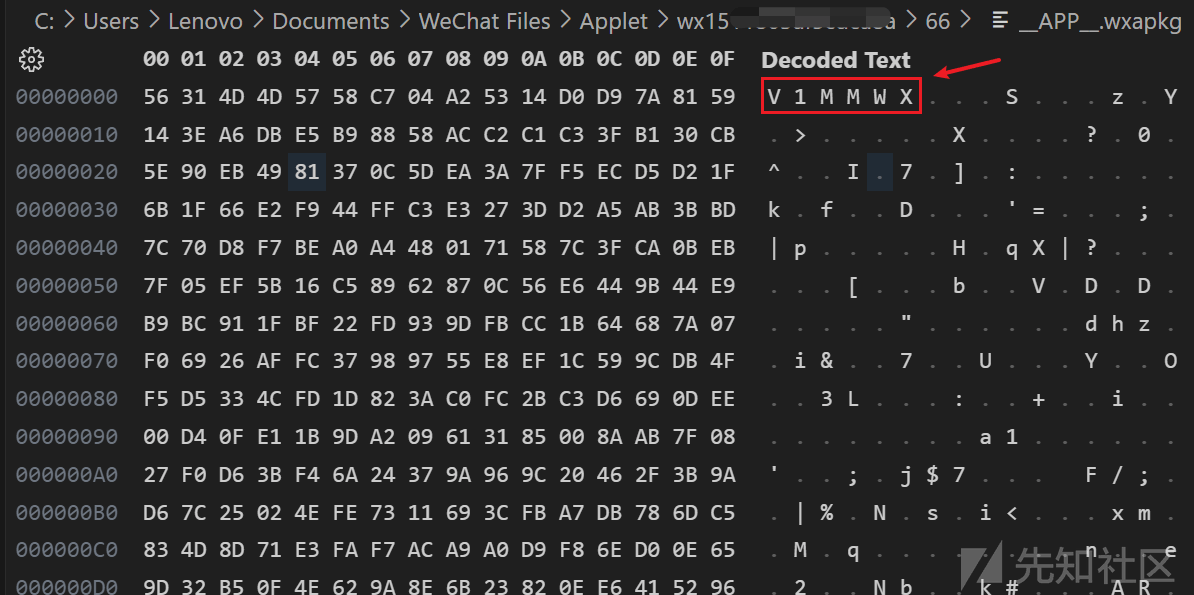 C: > Users > Lenovo > Documents > WeChat Files > Applet > wx15 > 66 > __APP__.wxapkg
00 01 02 03 04 05 06 07 08 09 0A 0B 0C 0D 0E 0F Decoded Text
00000000 56 31 4D 4D 57 58 C7 04 A2 53 14 D0 D9 7A 81 59 V 1 M M W X . . . S . . . z . Y
00000010 14 3E A6 DB E5 B9 88 58 AC C2 C1 C3 3F B1 30 CB . > . . . . . X . . . . ? . 0 .
00000020 5E 90 EB 49 81 37 0C 5D EA 3A 7F F5 EC D5 D2 1F ^ . . I . 7 . ] . : . . . . . .
00000030 6B 1F 66 E2 F9 44 FF C3 E3 27 3D D2 A5 AB 3B BD k . f . . D . . . ' = . . . ; .
00000040 7C 70 D8 F7 BE A0 A4 48 01 71 58 7C 3F CA 0B EB | p . . . . . H . q X | ? . . .
00000050 7F 05 EF 5B 16 C5 89 62 87 0C 56 E6 44 9B 44 E9 . . . [ . . . b . . V . D . D .
00000060 B9 BC 91 1F BF 22 FD 93 9D FB CC 1B 64 68 7A 07 . . . . . " . . . . . . d h z .
00000070 F0 69 26 AF FC 37 98 97 55 E8 EF 1C 59 9C DB 4F . i & . . 7 . . U . . . Y . . O
00000080 F5 D5 33 4C FD 1D 82 3A C0 FC 2B C3 D6 69 0D EE . . 3 L . . . : . . + . . i . .
00000090 00 D4 0F E1 1B 9D A2 09 61 31 85 00 8A AB 7F 08 . . . . . . . . a 1 . . . . . .
000000A0 27 F0 D6 3B F4 6A 24 37 9A 96 9C 20 46 2F 3B 9A ' . . ; . j $ 7 . . . F / ; .
000000B0 D6 7C 25 02 4E FE 73 11 69 3C FB A7 DB 78 6D C5 . | % . N . s . i < . . . x m .
000000C0 83 4D 8D 71 E3 FA F7 AC A9 A0 D9 F8 6E D0 0E 65 . M . q . . . . . . . . n . . e
000000D0 9D 32 B5 0F 4E 62 9A 8E 6B 23 82 0E E6 41 52 96 . 2 . . N b . . k # . . . A R .
先知社区